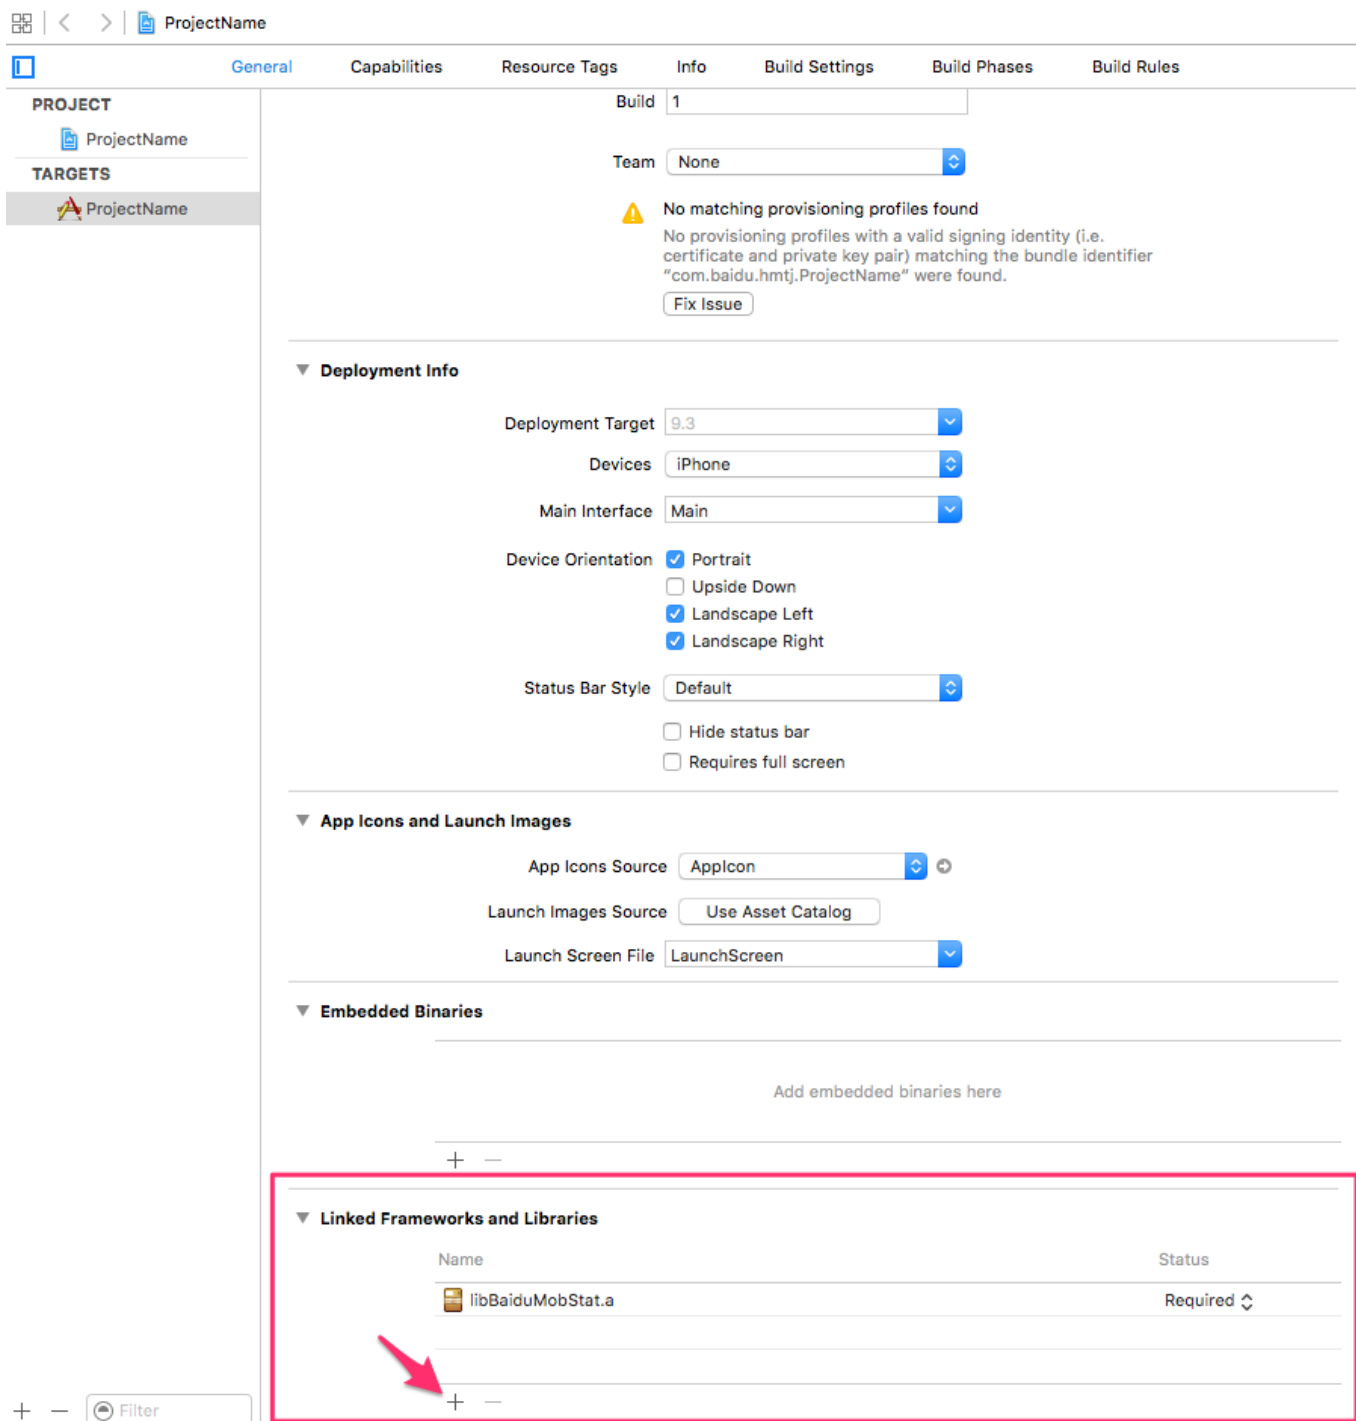 ProjectName
General Capabilities Resource Tags Info Build Settings Build Phases Build Rules
PROJECT
ProjectName
TARGETS
ProjectName
Build 1
Team None
No matching provisioning profiles found
No provisioning profiles with a valid signing identity (i.e.
certificate and private key pair) matching the bundle identifier
“com.baidu.hmtj.ProjectName” were found.
Fix Issue
Deployment Info
Deployment Target 9.3
Devices iPhone
Main Interface Main
Device Orientation Portrait
Upside Down
Landscape Left
Landscape Right
Status Bar Style Default
Hide status bar
Requires full screen
App Icons and Launch Images
App Icons Source AppIcon
Launch Images Source Use Asset Catalog
Launch Screen File LaunchScreen
Embedded Binaries
Add embedded binaries here
Linked Frameworks and Libraries
Name Status
libBaiduMobStat.a Required
Filter